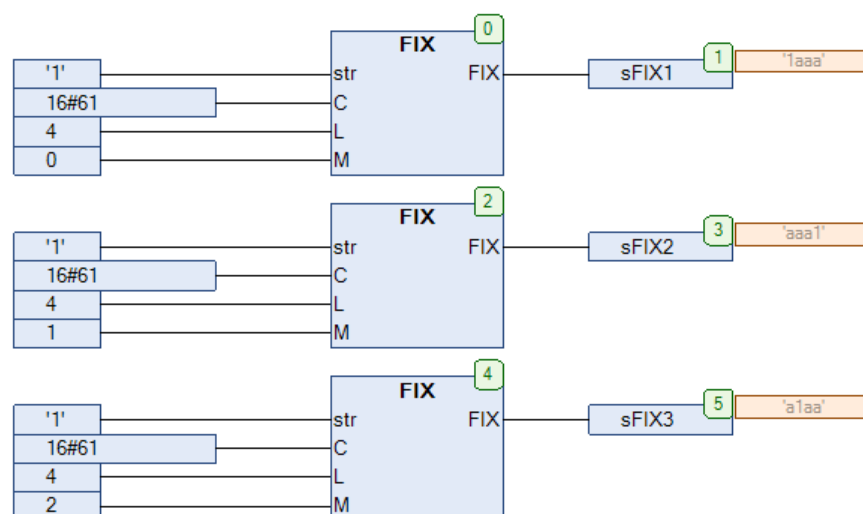 FIX 0
'1' str FIX sFIX1 1 '1aaa'
16#61 C
4 L
0 M
FIX 2
'1' str FIX sFIX2 3 'aaa1'
16#61 C
4 L
1 M
FIX 4
'1' str FIX sFIX3 5 'a1aa'
16#61 C
4 L
2 M